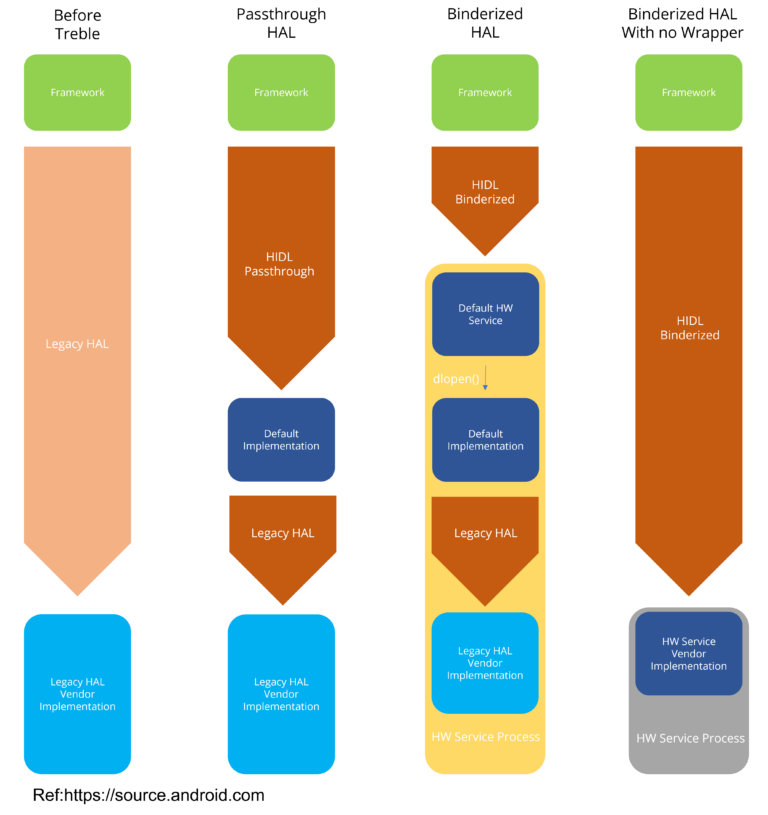 Before
Treble
Framework
Legacy HAL
Legacy HAL
Vendor
Implementation
Passthrough
HAL
Framework
HIDL
Passthrough
Default
Implementation
Legacy HAL
Legacy HAL
Vendor
Implementation
Binderized
HAL
Framework
HIDL
Binderized
Default HW
Service
dlopen()
Default
Implementation
Legacy HAL
Legacy HAL
Vendor
Implementation
HW Service Process
Binderized HAL
With no Wrapper
Framework
HIDL
Binderized
HW Service
Vendor
Implementation
HW Service Process
Ref:https://source.android.com